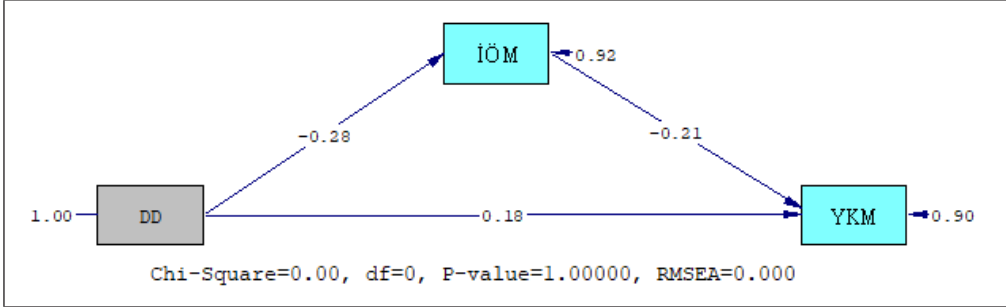 İÖM
0.92
-0.28
-0.21
1.00
DD
0.18
YKM
0.90
Chi-Square=0.00, df=0, P-value=1.00000, RMSEA=0.000